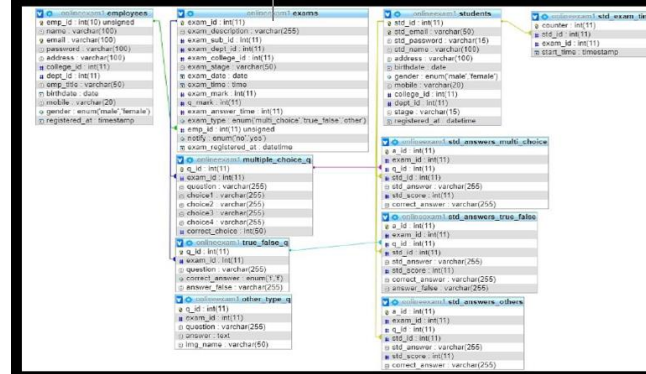 onlineexam1 employees
emp_id : int(10) unsigned
name : varchar(100)
email : varchar(100)
password : varchar(100)
address : varchar(100)
college_id : int(11)
dept_id : int(11)
emp_title : varchar(50)
birthdate : date
mobile : varchar(20)
gender : enum('male','female')
registered_at : timestamp
onlineexam1 exams
exam_id : int(11)
exam_description : varchar(255)
exam_sub_id : int(11)
exam_dept_id : int(11)
exam_college_id : int(11)
exam_stage : varchar(50)
exam_date : date
exam_time : time
exam_mark : int(11)
q_mark : int(11)
exam_answer_time : int(11)
exam_type : enum('multi_choice','true_false','other')
emp_id : int(11) unsigned
notify : enum('no','yes')
exam_registered_at : datetime
onlineexam1 students
std_id : int(11)
std_email : varchar(50)
std_password : varchar(15)
std_name : varchar(100)
address : varchar(100)
birthdate : date
gender : enum('male','female')
mobile : varchar(20)
college_id : int(11)
dept_id : int(11)
stage : varchar(15)
registered_at : datetime
onlineexam1 std_exam_tim
counter : int(11)
std_id : int(11)
exam_id : int(11)
start_time : timestamp
onlineexam1 multiple_choice_q
q_id : int(11)
exam_id : int(11)
question : varchar(255)
choice1 : varchar(255)
choice2 : varchar(255)
choice3 : varchar(255)
choice4 : varchar(255)
correct_choice : int(50)
onlineexam1 true_false_q
q_id : int(11)
exam_id : int(11)
question : varchar(255)
correct_answer : enum('t','f')
answer_false : varchar(255)
onlineexam1 other_type_q
q_id : int(11)
exam_id : int(11)
question : varchar(255)
answer : text
img_name : varchar(50)
onlineexam1 std_answers_multi_choice
a_id : int(11)
exam_id : int(11)
q_id : int(11)
std_id : int(11)
std_answer : varchar(255)
std_score : int(11)
correct_answer : varchar(255)
onlineexam1 std_answers_true_false
a_id : int(11)
exam_id : int(11)
q_id : int(11)
std_id : int(11)
std_answer : varchar(255)
std_score : int(11)
correct_answer : varchar(255)
answer_false : varchar(255)
onlineexam1 std_answers_others
a_id : int(11)
exam_id : int(11)
q_id : int(11)
std_id : int(11)
std_answer : varchar(255)
std_score : int(11)
correct_answer : varchar(255)